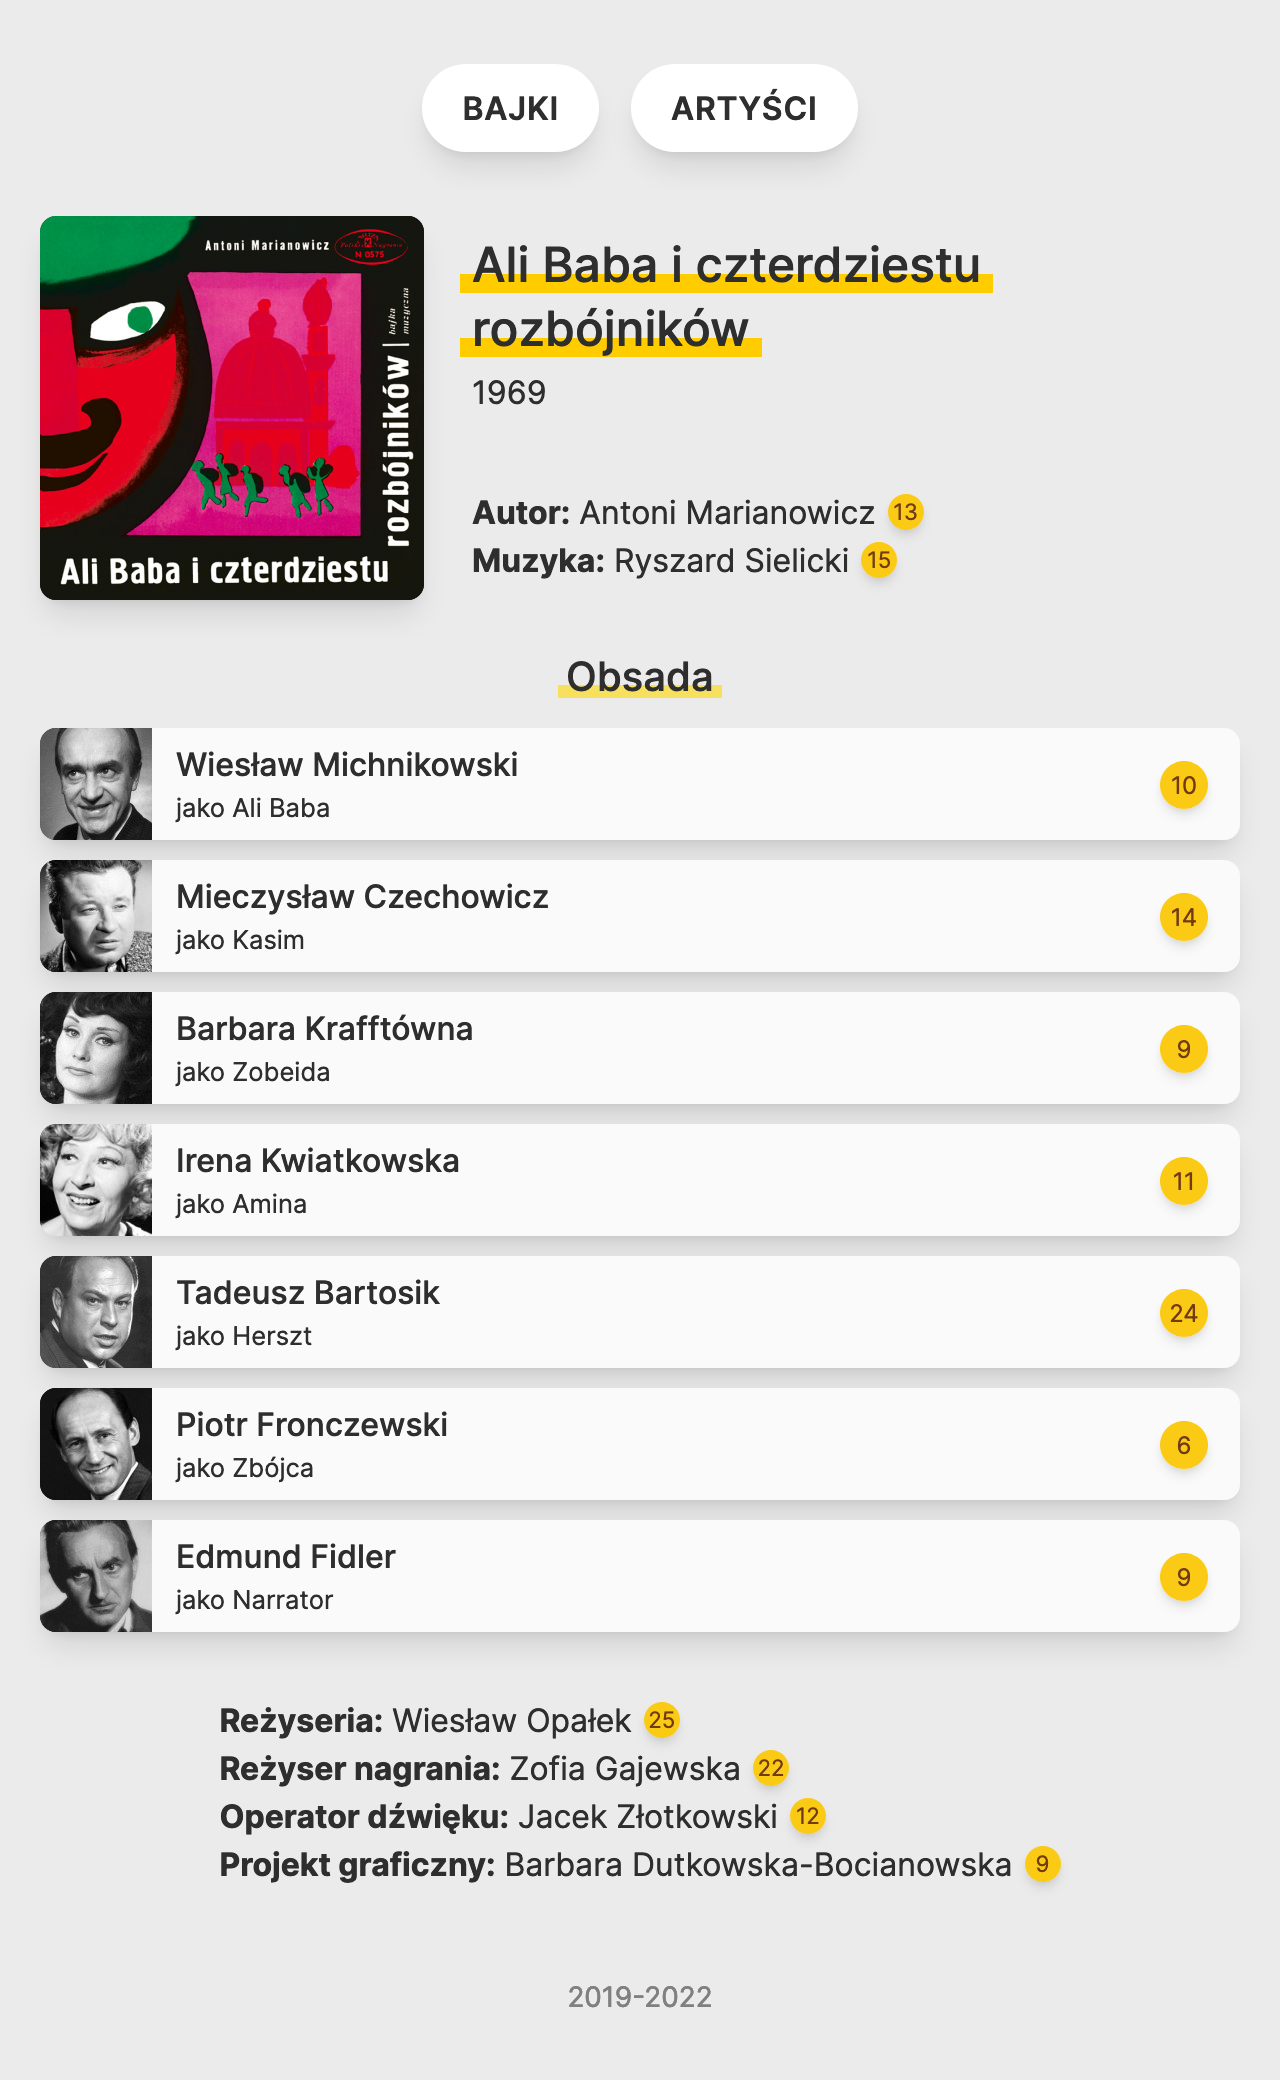 BAJKI
ARTYŚCI
Antoni Marianowicz
Polskie Nagrania
N 0575
bajka
muzyczna
rozbójników
Ali Baba i czterdziestu
Ali Baba i czterdziestu
rozbójników
1969
Autor: Antoni Marianowicz 13
Muzyka: Ryszard Sielicki 15
Obsada
Wiesław Michnikowski
jako Ali Baba
10
Mieczysław Czechowicz
jako Kasim
14
Barbara Krafftówna
jako Zobeida
9
Irena Kwiatkowska
jako Amina
11
Tadeusz Bartosik
jako Herszt
24
Piotr Fronczewski
jako Zbójca
6
Edmund Fidler
jako Narrator
9
Reżyseria: Wiesław Opałek 25
Reżyser nagrania: Zofia Gajewska 22
Operator dźwięku: Jacek Złotkowski 12
Projekt graficzny: Barbara Dutkowska-Bocianowska 9
2019-2022